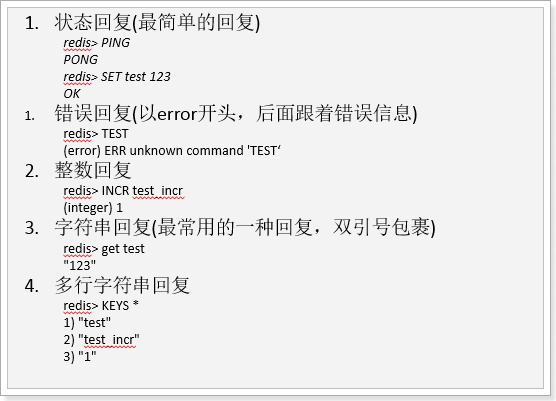 1. 状态回复(最简单的回复)
redis> PING
PONG
redis> SET test 123
OK
1. 错误回复(以error开头，后面跟着错误信息)
redis> TEST
(error) ERR unknown command 'TEST‘
2. 整数回复
redis> INCR test_incr
(integer) 1
3. 字符串回复(最常用的一种回复，双引号包裹)
redis> get test
"123"
4. 多行字符串回复
redis> KEYS *
1) "test"
2) "test_incr"
3) "1"